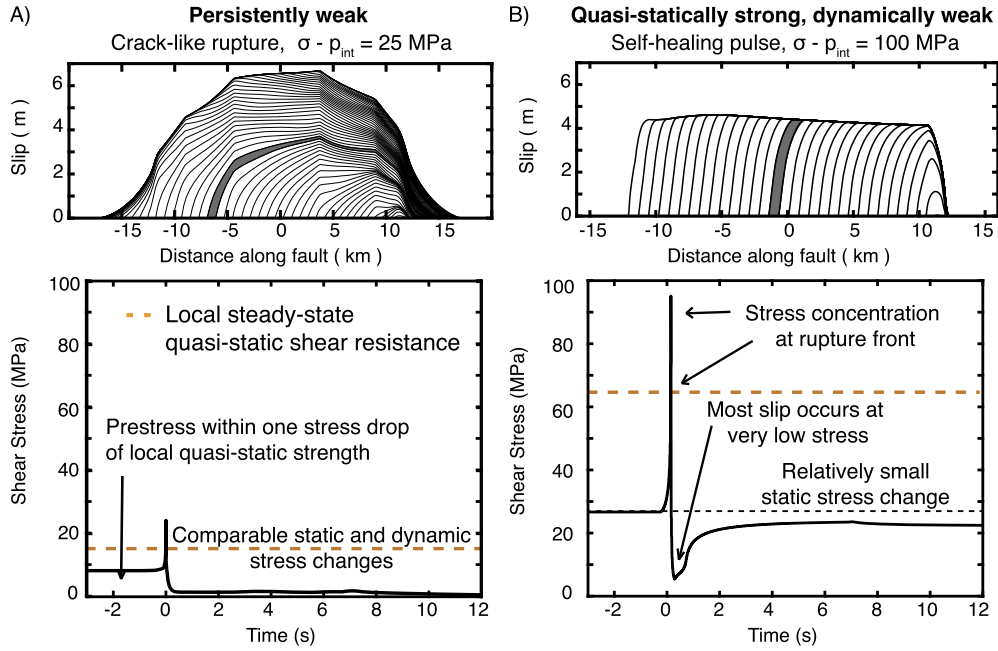 A)
Persistently weak
Crack-like rupture, σ - pint = 25 MPa
Slip ( m )
6
4
2
0
-15
-10
-5
0
5
10
15
Distance along fault ( km )
100
80
60
40
20
0
Shear Stress (MPa)
Local steady-state
quasi-static shear resistance
Prestress within one stress drop
of local quasi-static strength
Comparable static and dynamic
stress changes
-2
0
2
4
6
8
10
12
Time (s)
B)
Quasi-statically strong, dynamically weak
Self-healing pulse, σ - pint = 100 MPa
Slip ( m )
6
4
2
0
-15
-10
-5
0
5
10
15
Distance along fault ( km )
100
80
60
40
20
0
Shear Stress (MPa)
Stress concentration
at rupture front
Most slip occurs at
very low stress
Relatively small
static stress change
-2
0
2
4
6
8
10
12
Time (s)